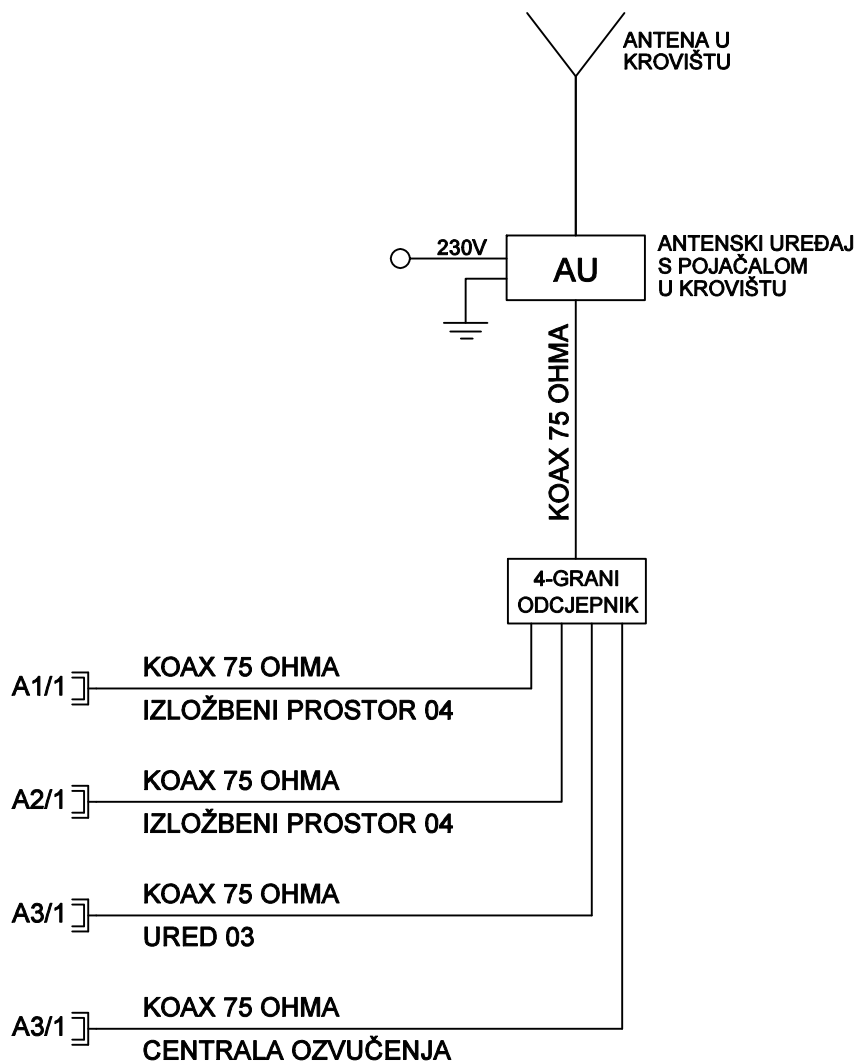 ANTENA U
KROVIŠTU
230V
AU
ANTENSKI UREĐAJ
S POJAČALOM
U KROVIŠTU
KOAX 75 OHMA
4-GRANI
ODCJEPNIK
A1/1
KOAX 75 OHMA
IZLOŽBENI PROSTOR 04
A2/1
KOAX 75 OHMA
IZLOŽBENI PROSTOR 04
A3/1
KOAX 75 OHMA
URED 03
A3/1
KOAX 75 OHMA
CENTRALA OZVUČENJA